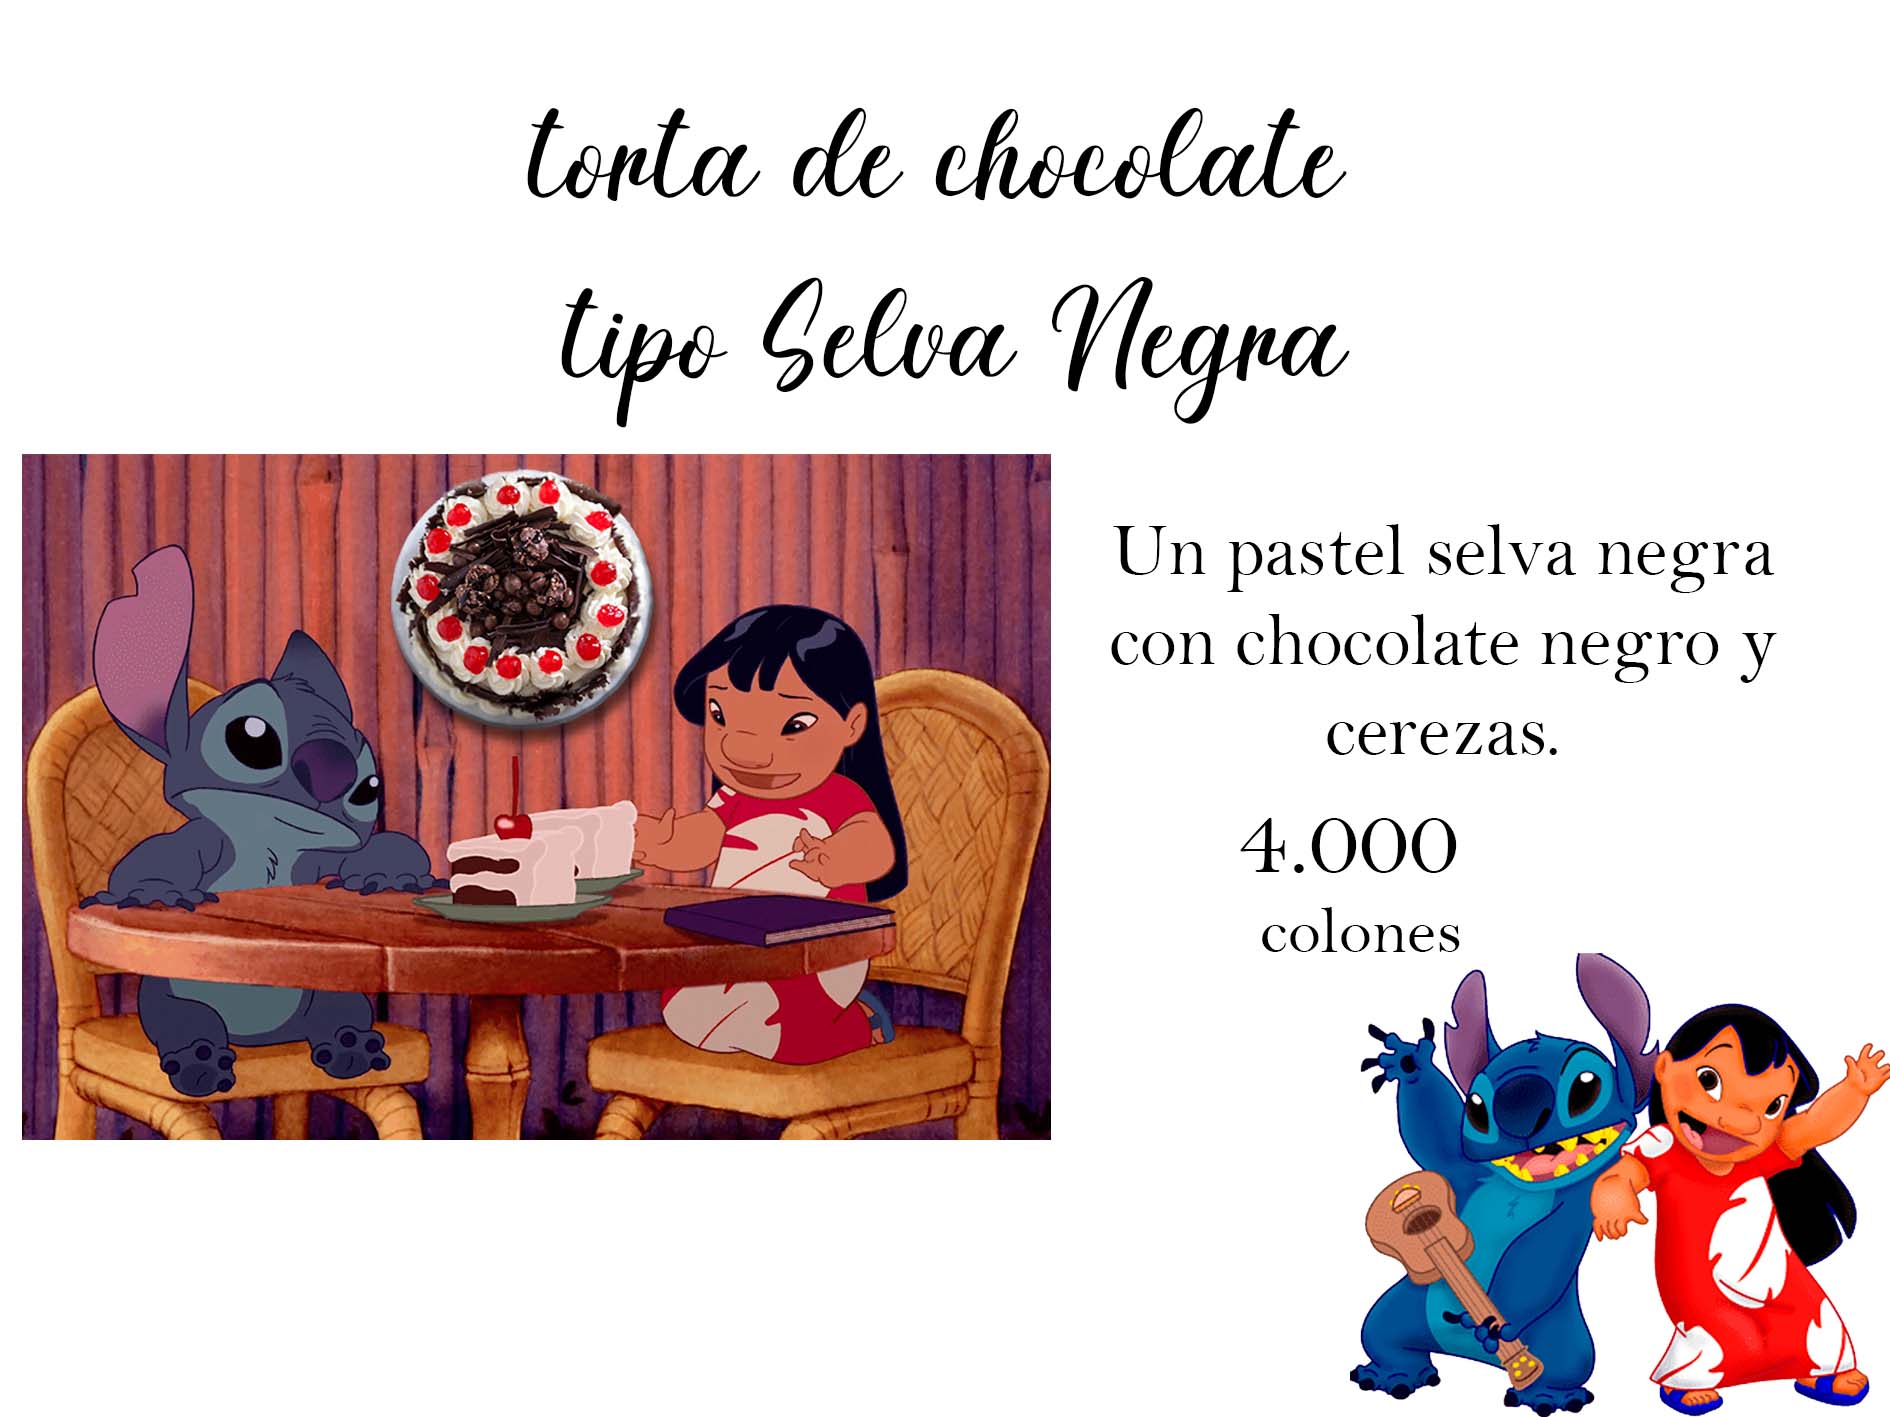 torta de chocolate
tipo Selva Negra
Un pastel selva negra
con chocolate negro y
cerezas.
4.000
colones